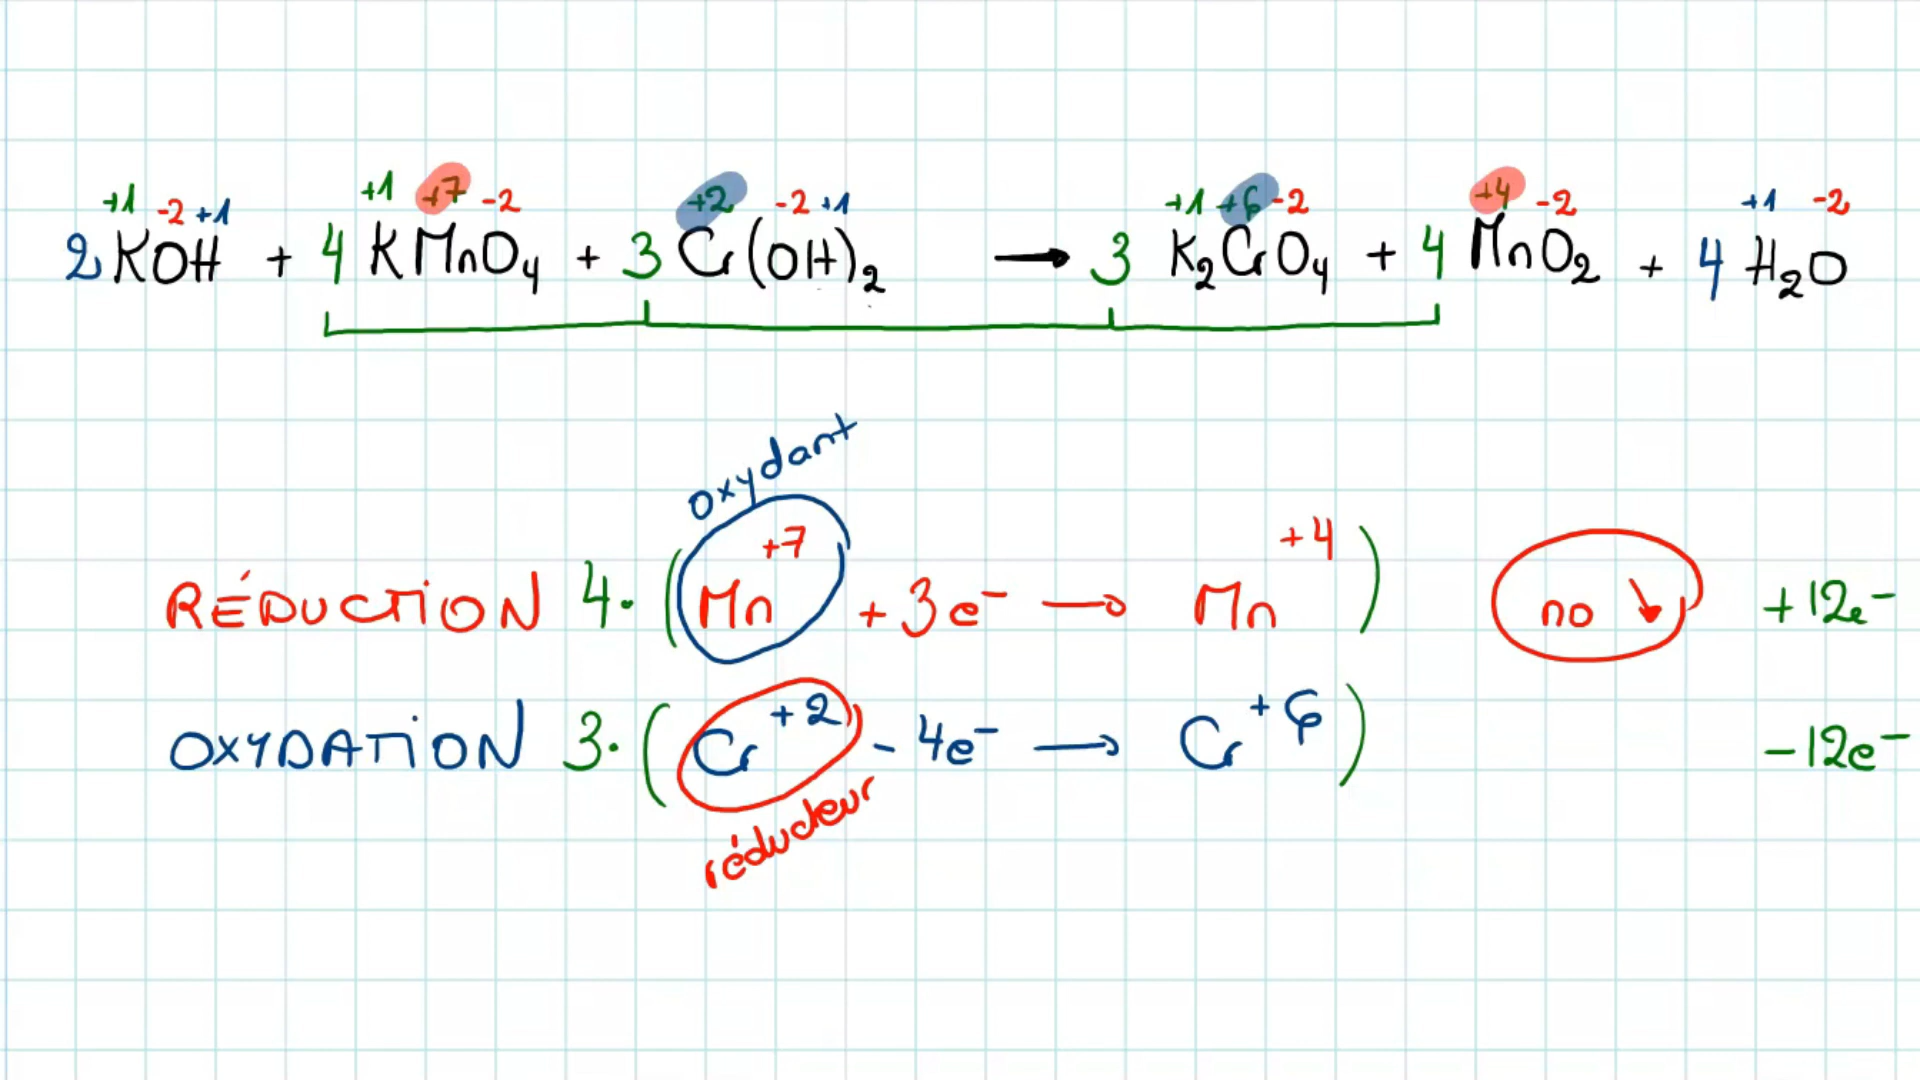 +1 -2 +1 +1 +7 -2 +2 -2 +1 +1 +6 -2 +4 -2 +1 -2
2 KOH + 4 KMnO₄ + 3 Cr(OH)₂ → 3 K₂CrO₄ + 4 MnO₂ + 4 H₂O
oxydant
RÉDUCTION 4·(Mn⁺⁷ + 3e⁻ → Mn⁺⁴) no ↘ +12e⁻
OXYDATION 3·(Cr⁺² - 4e⁻ → Cr⁺⁶) -12e⁻
réducteur